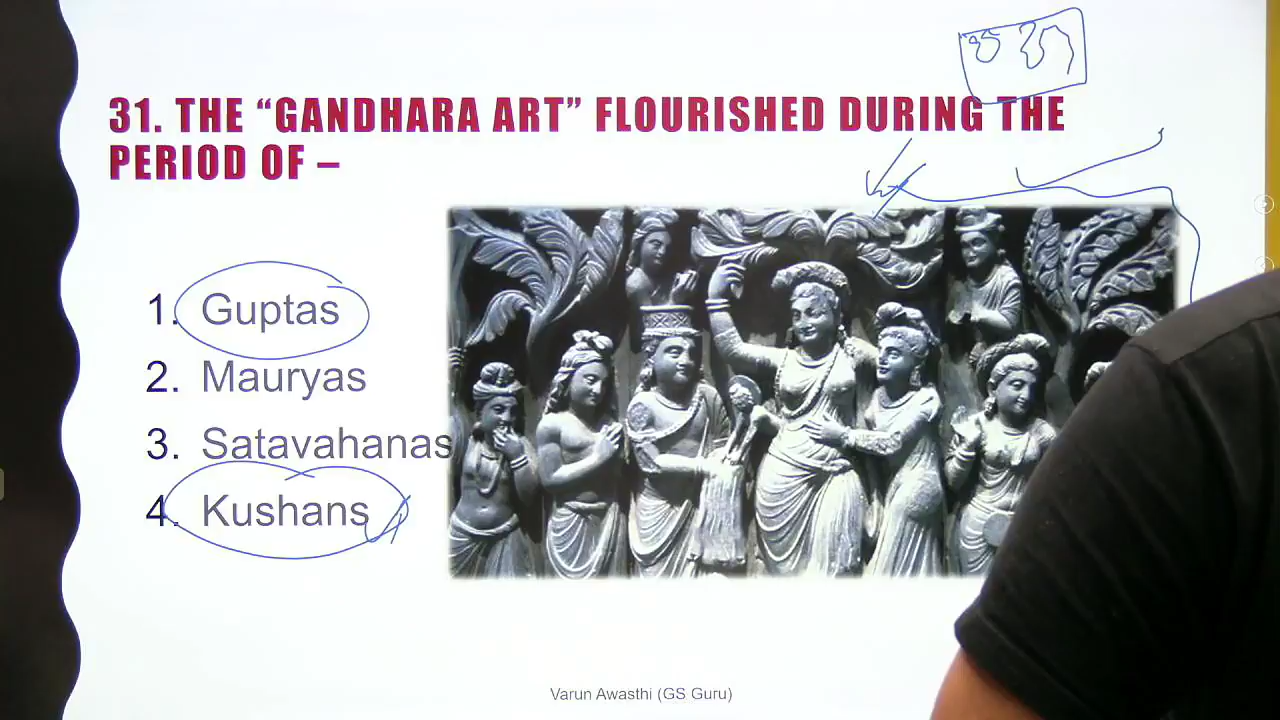 31. THE “GANDHARA ART” FLOURISHED DURING THE
PERIOD OF –
1. Guptas
2. Mauryas
3. Satavahanas
4. Kushans
Varun Awasthi (GS Guru)